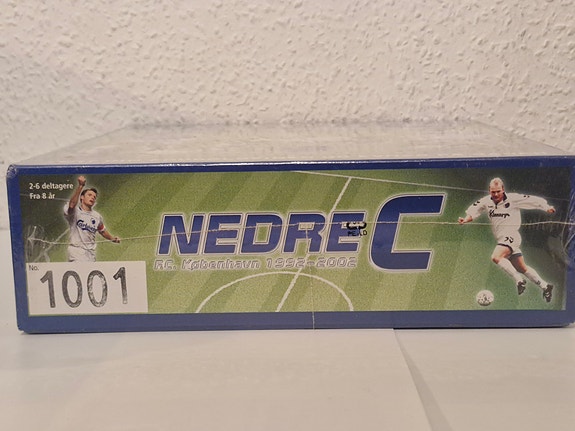 2-6 deltagere
Fra 8 år
NEDRE C
F.C. København 1992-2002
No.
1001